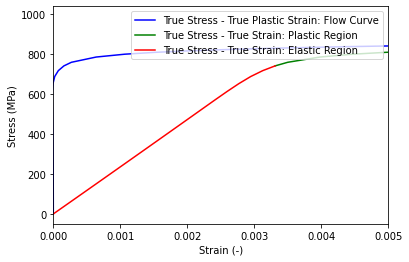 True Stress - True Plastic Strain: Flow Curve
True Stress - True Strain: Plastic Region
True Stress - True Strain: Elastic Region
1000
800
600
400
200
0
Stress (MPa)
0.000 0.001 0.002 0.003 0.004 0.005
Strain (-)